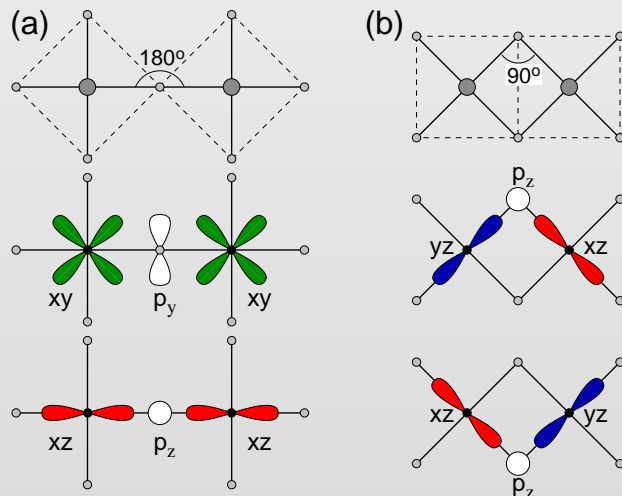 (a)
180º
xy p_y xy
xz p_z xz
(b)
90º
p_z
yz xz
xz yz
p_z